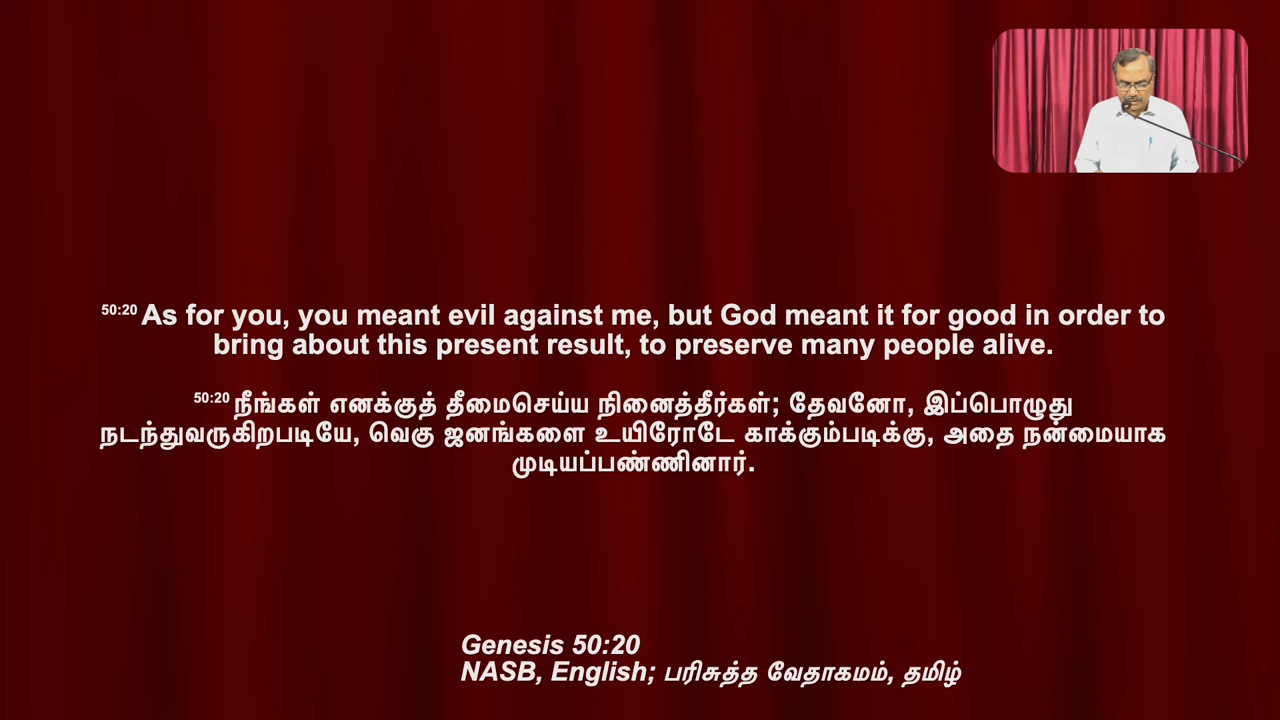 50:20 As for you, you meant evil against me, but God meant it for good in order to
bring about this present result, to preserve many people alive.
50:20 நீங்கள் எனக்குத் தீமைசெய்ய நினைத்தீர்கள்; தேவனோ, இப்பொழுது
நடந்துவருகிறபடியே, வெகு ஜனங்களை உயிரோடே காக்கும்படிக்கு, அதை நன்மையாக
முடியப்பண்ணினார்.
Genesis 50:20
NASB, English; பரிசுத்த வேதாகமம், தமிழ்